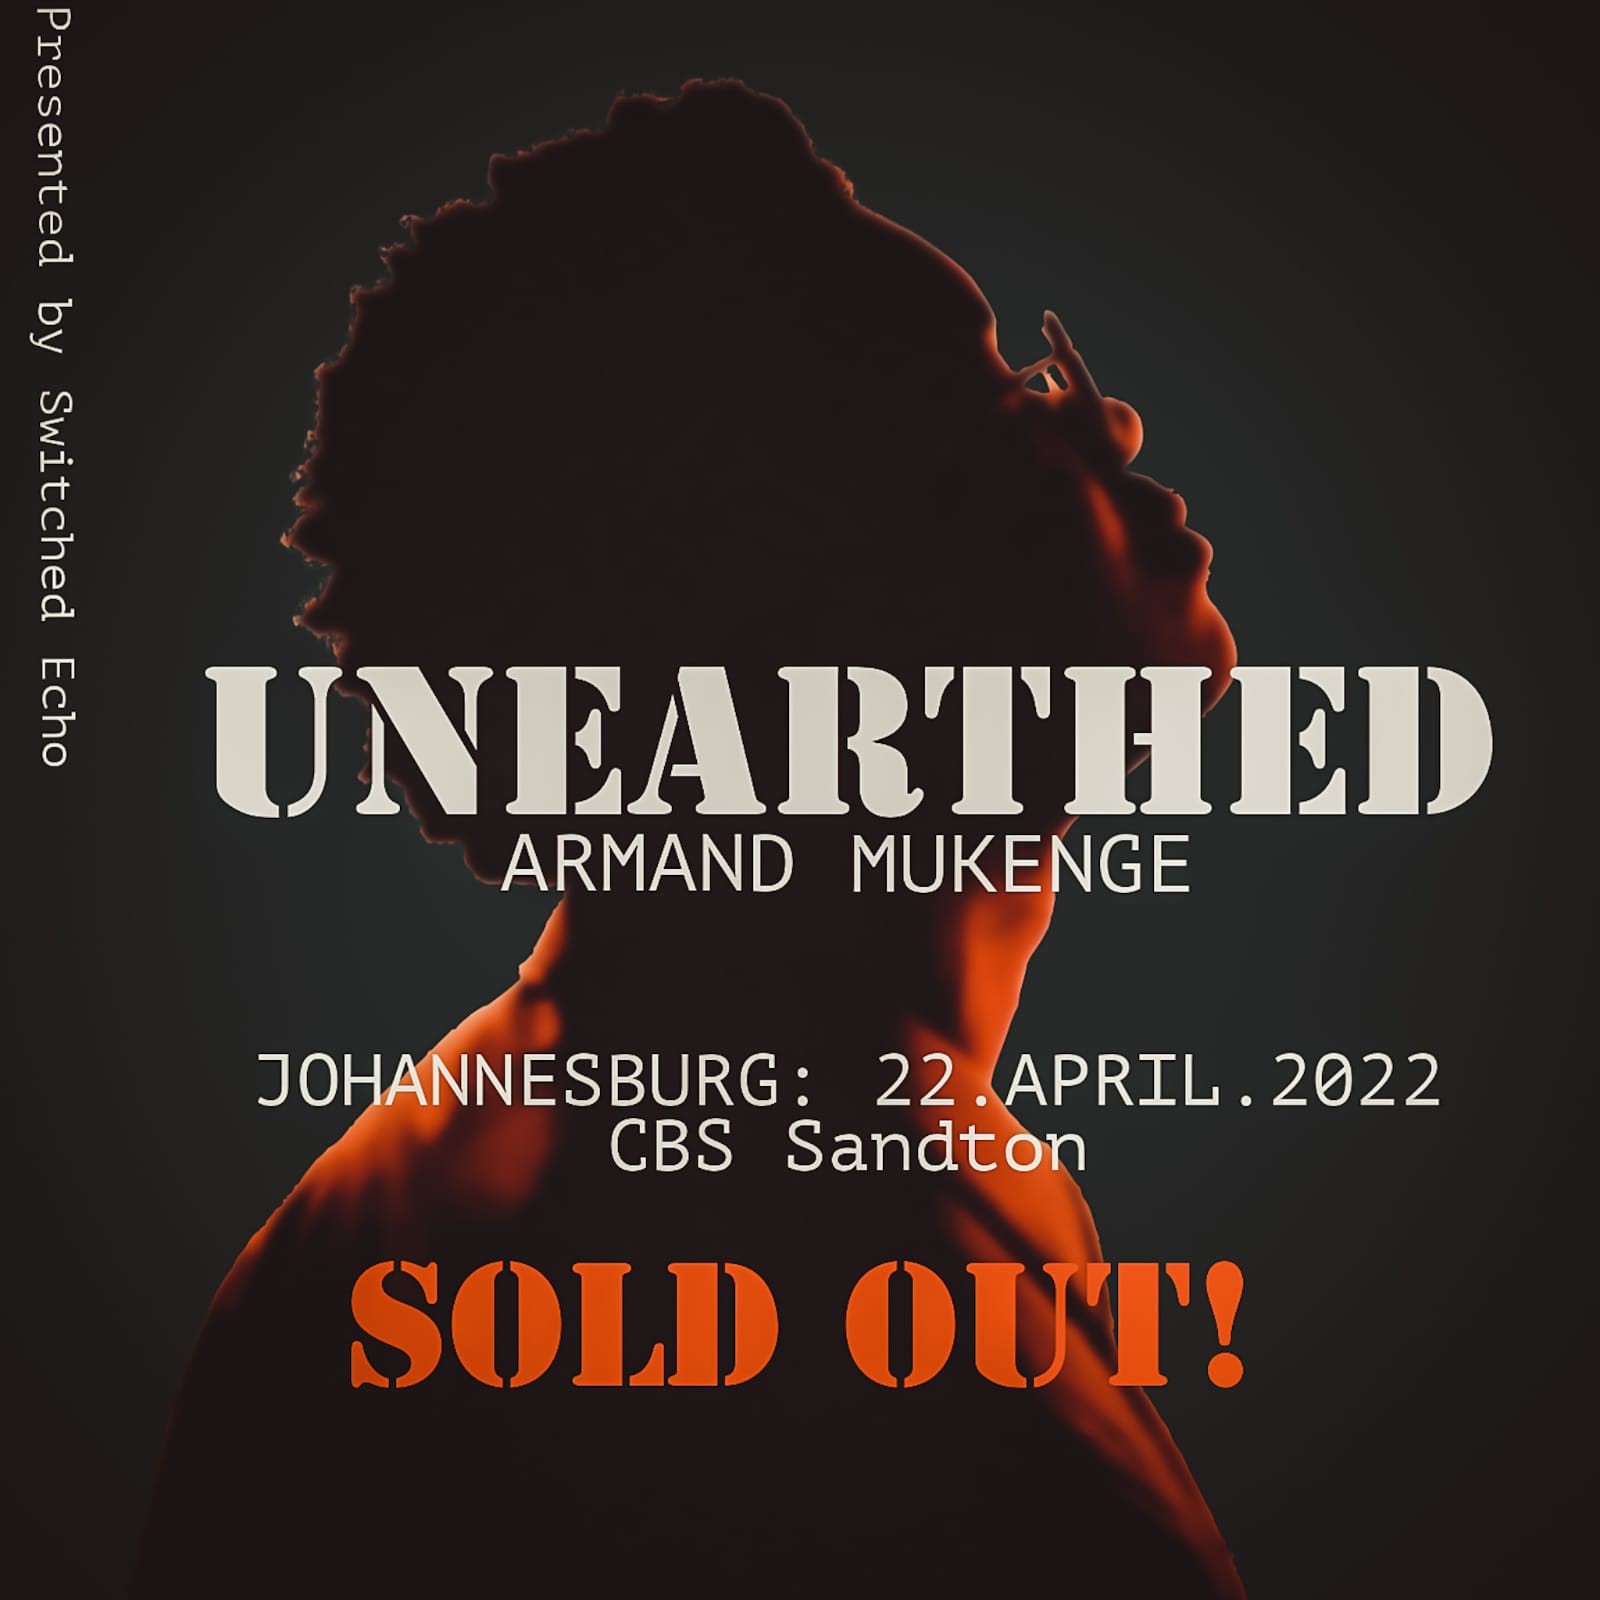 Presented by Switched Echo
UNEARTHED
ARMAND MUKENGE
JOHANNESBURG: 22.APRIL.2022
CBS Sandton
SOLD OUT!